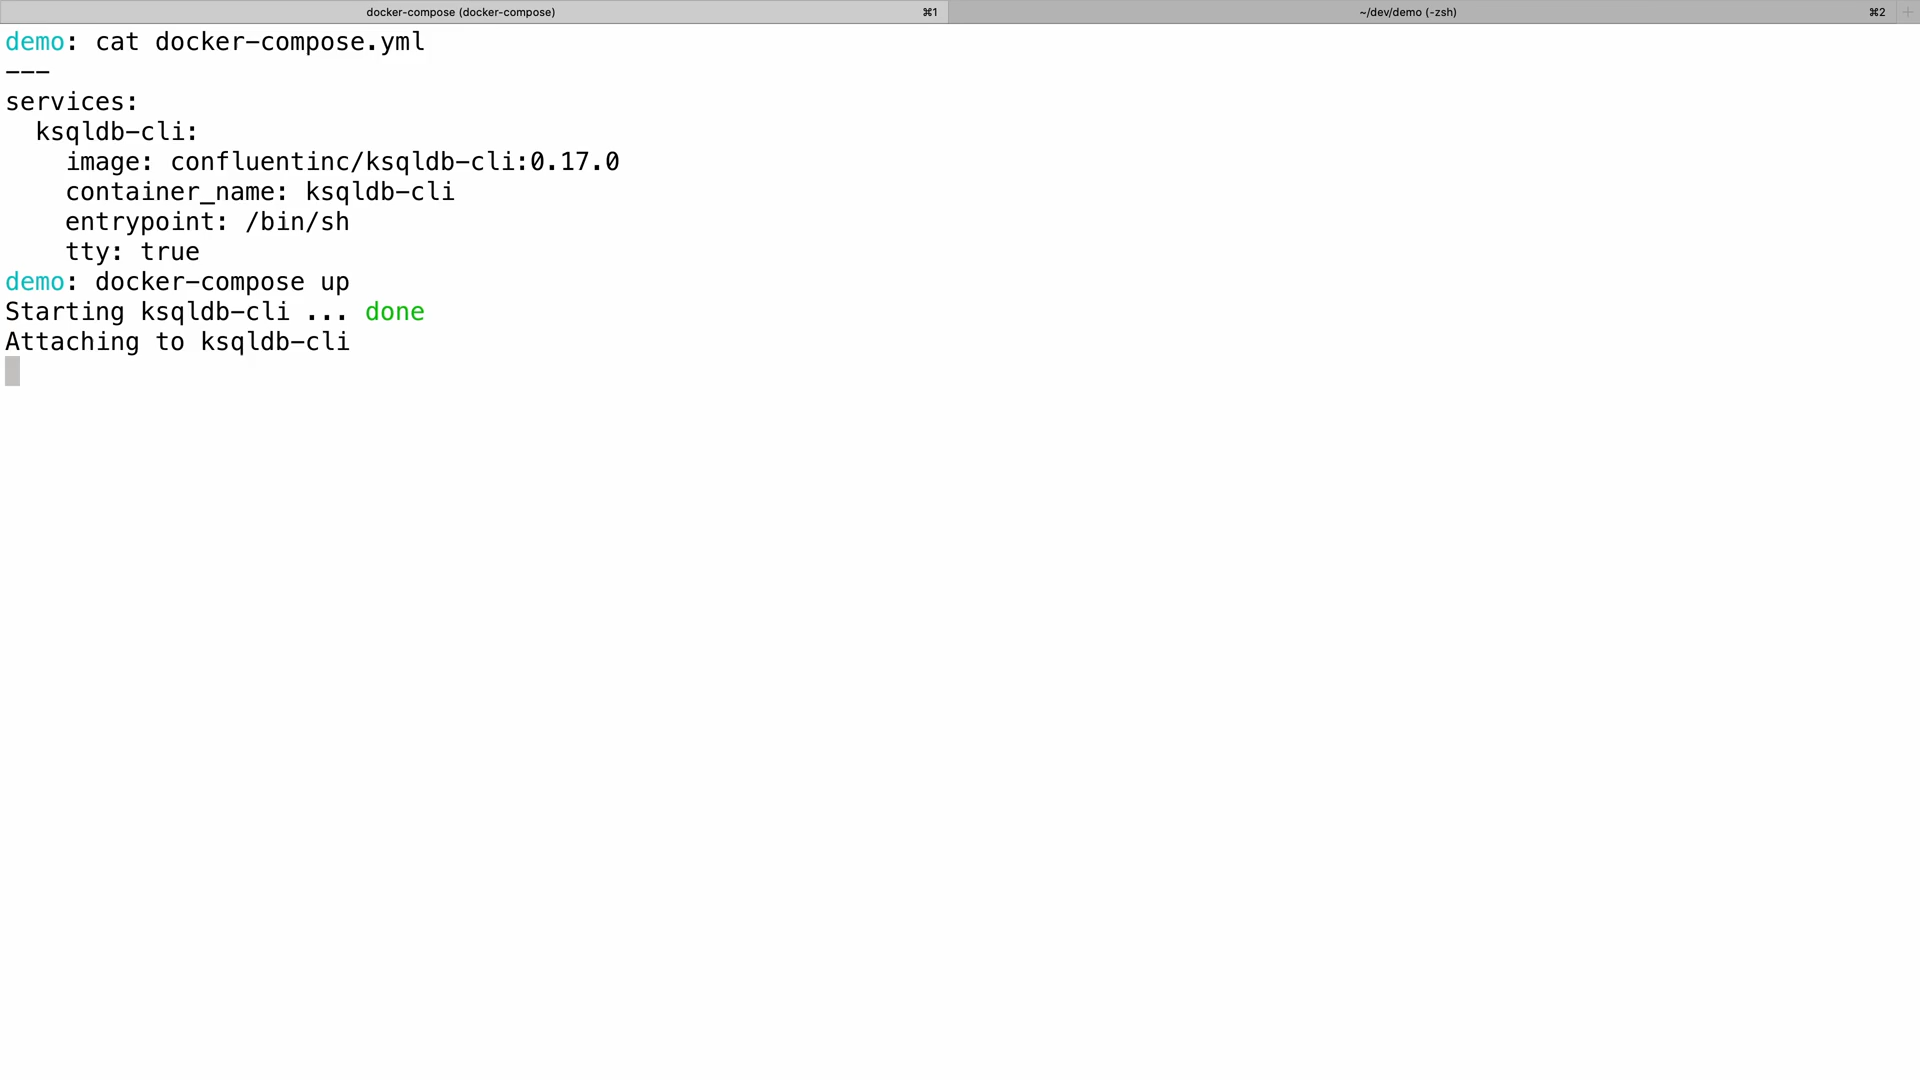 docker-compose (docker-compose) ⌘1 ~/dev/demo (-zsh) ⌘2
demo: cat docker-compose.yml
---
services:
  ksqldb-cli:
    image: confluentinc/ksqldb-cli:0.17.0
    container_name: ksqldb-cli
    entrypoint: /bin/sh
    tty: true
demo: docker-compose up
Starting ksqldb-cli ... done
Attaching to ksqldb-cli